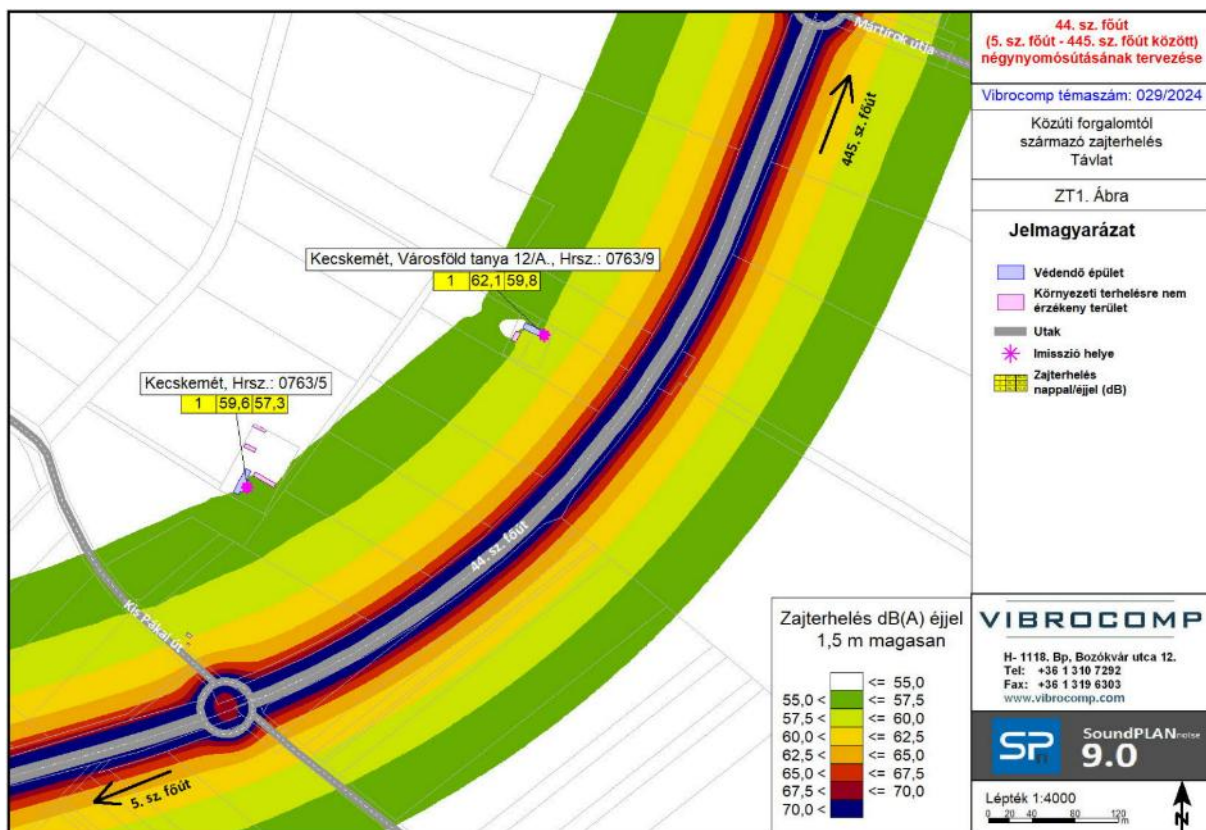 44. sz. főút
(5. sz. főút - 445. sz. főút között)
négynyomósútásának tervezése
Vibrocomp témaszám: 029/2024
Közúti forgalomtól
származó zajterhelés
Távlat
ZT1. Ábra
Jelmagyarázat
Védendő épület
Környezeti terhelésre nem
érzékeny terület
Utak
Imisszió helye
Zajterhelés
nappal/éjjel (dB)
Mártírok útja
445. sz. főút
Kecskemét, Városföld tanya 12/A., Hrsz.: 0763/9
1 62,1 59,8
Kecskemét, Hrsz.: 0763/5
1 59,6 57,3
44. sz. főút
Kis Pákai út
5. sz. főút
Zajterhelés dB(A) éjjel
1,5 m magasan
<= 55,0
55,0 < <= 57,5
57,5 < <= 60,0
60,0 < <= 62,5
62,5 < <= 65,0
65,0 < <= 67,5
67,5 < <= 70,0
70,0 <
VIBROCOMP
H- 1118. Bp, Bozókvár utca 12.
Tel: +36 1 310 7292
Fax: +36 1 319 6303
www.vibrocomp.com
SP
SoundPLANnoise
9.0
Lépték 1:4000
0 20 40 80 120
m
N